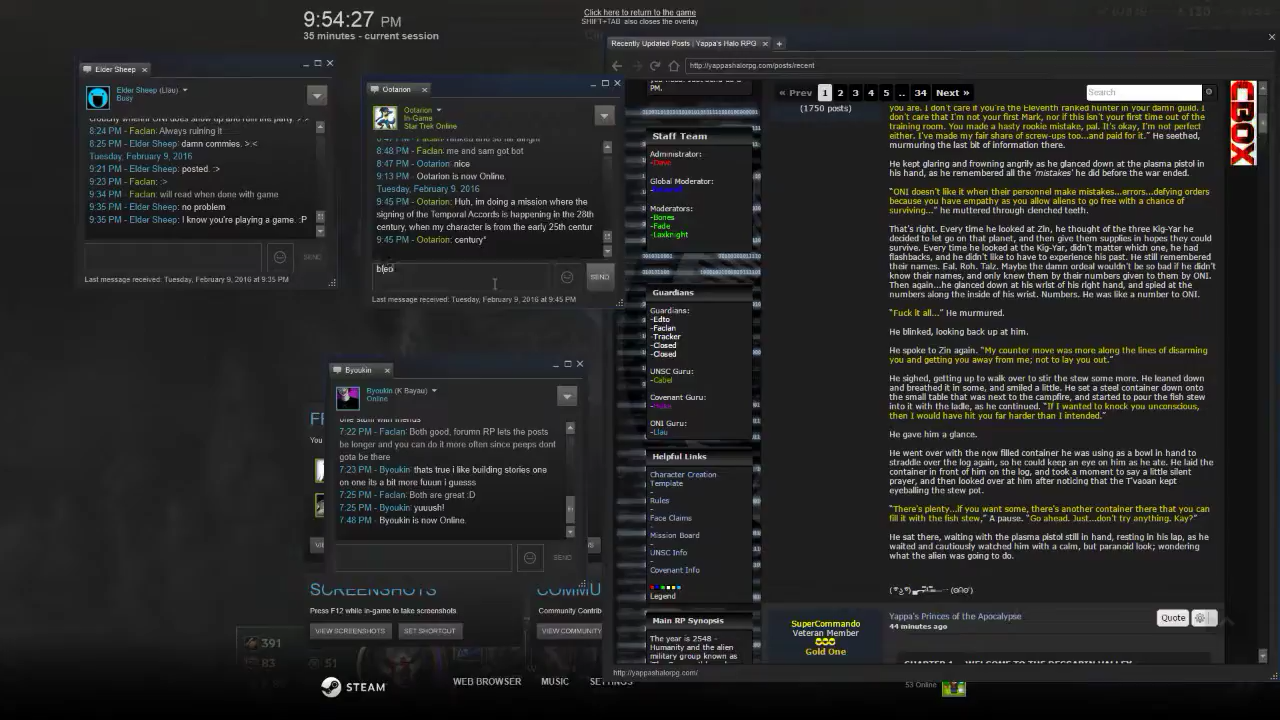 9:54:27 PM
35 minutes - current session
Click here to return to the game
SHIFT+TAB also closes the overlay
Elder Sheep
Elder Sheep (Llau)
Busy
8:24 PM - Faclan: Always ruining it
8:25 PM - Elder Sheep: damn commies. >.<
Tuesday, February 9, 2016
9:21 PM - Elder Sheep: posted. :>
9:23 PM - Faclan: :>
9:34 PM - Faclan: will read when done with game
9:35 PM - Elder Sheep: no problem
9:35 PM - Elder Sheep: I know you're playing a game. :P
SEND
Last message received: Tuesday, February 9, 2016 at 9:35 PM
Ootarion
Ootarion
In-Game
Star Trek Online
8:48 PM - Faclan: me and sam got bot
8:47 PM - Ootarion: nice
9:13 PM - Ootarion is now Online.
Tuesday, February 9, 2016
9:45 PM - Ootarion: Huh, im doing a mission where the
signing of the Temporal Accords is happening in the 28th
century, when my character is from the early 25th centur
9:45 PM - Ootarion: century*
SEND
Last message received: Tuesday, February 9, 2016 at 9:45 PM
Byoukin
Byoukin (K Bayau)
Online
one stuff with friends
7:22 PM - Faclan: Both good, forumn RP lets the posts
be longer and you can do it more often since peeps dont
gota be there
7:23 PM - Byoukin: thats true i like building stories one
on one its a bit more fuuun i guesss
7:25 PM - Faclan: Both are great :D
7:25 PM - Byoukin: yuuush!
7:48 PM - Byoukin is now Online.
SEND
SCREENSHOTS
Press F12 while in-game to take screenshots
VIEW SCREENSHOTS
SET SHORTCUT
COMMU
Community Contrib
VIEW COMMUNITY
391
83
51
STEAM
WEB BROWSER
MUSIC
SETTINGS
Recently Updated Posts | Yappa's Halo RPG
http://yappashalorpg.com/posts/recent
PM.
Staff Team
Administrator:
-Dave
Global Moderator:
Moderators:
-Bones
-Fade
-Laxknight
Guardians
Guardians:
-Edto
-Faclan
-Tracker
-Closed
-Closed
UNSC Guru:
-Cabel
Covenant Guru:
ONI Guru:
-Llau
Helpful Links
Character Creation
Template
-
Rules
-
Face Claims
-
Mission Board
-
UNSC Info
-
Covenant Info
Legend
Main RP Synopsis
The year is 2548 -
Humanity and the
alien military group known as
« Prev 1 2 3 4 5 .. 34 Next »
Search
(1750 posts)
CBOX
you are. I don't care if you're the Eleventh ranked hunter in your damn guild. I
don't care that I'm not your first Mark, nor if this isn't your first time out of the
training room. You made a hasty rookie mistake, pal. It's okay, I'm not perfect
either. I've made my fair share of screw-ups too...and paid for it." He seethed,
murmuring the last bit of information there.
He kept glaring and frowning angrily as he glanced down at the plasma pistol in
his hand, as he remembered all the 'mistakes' he did before the war ended.
"ONI doesn't like it when their personnel make mistakes...errors...defying orders
because you have empathy as you allow aliens to go free with a chance of
surviving..." he muttered through clenched teeth.
That's right. Every time he looked at Zin, he thought of the three Kig-Yar he
decided to let go on that planet, and then give them supplies in hopes they could
survive. Every time he looked at the Kig-Yar, didn't matter which one, he had
flashbacks, and he didn't like to have to experience his past. He still remembered
their names. Eal. Roh. Talz. Maybe the damn ordeal wouldn't be so bad if he didn't
know their names, and only knew them by their numbers given to them by ONI.
Then again...he glanced down at his wrist of his right hand, and spied at the
numbers along the inside of his wrist. Numbers. He was like a number to ONI.
"Fuck it all..." He murmured.
He blinked, looking back up at him.
He spoke to Zin again. "My counter move was more along the lines of disarming
you and getting you away from me; not to lay you out."
He sighed, getting up to walk over to stir the stew some more. He leaned down
and breathed it in some, and smiled a little. He set a steel container down onto
the small table that was next to the campfire, and started to pour the fish stew
into it with the ladle, as he continued. "If I wanted to knock you unconscious,
then I would have hit you far harder than I intended."
He gave him a glance.
He went over with the now filled container he was using as a bowl in hand to
straddle over the log again, so he could keep an eye on him as he ate. He laid the
container in front of him on the log, and took a moment to say a little silent
prayer, and then looked over at him after noticing that the T'vaoan kept
eyeballing the stew pot.
"There's plenty...if you want some, there's another container there that you can
fill it with the fish stew," A pause. "Go ahead. Just...don't try anything. Kay?"
He sat there, waiting with the plasma pistol still in hand, resting in his lap, as he
waited and cautiously watched him with a calm, but paranoid look; wondering
what the alien was going to do.
SuperCommando
Veteran Member
Gold One
Yappa's Princes of the Apocalypse
44 minutes ago
Quote
http://yappashalorpg.com/
53 Online